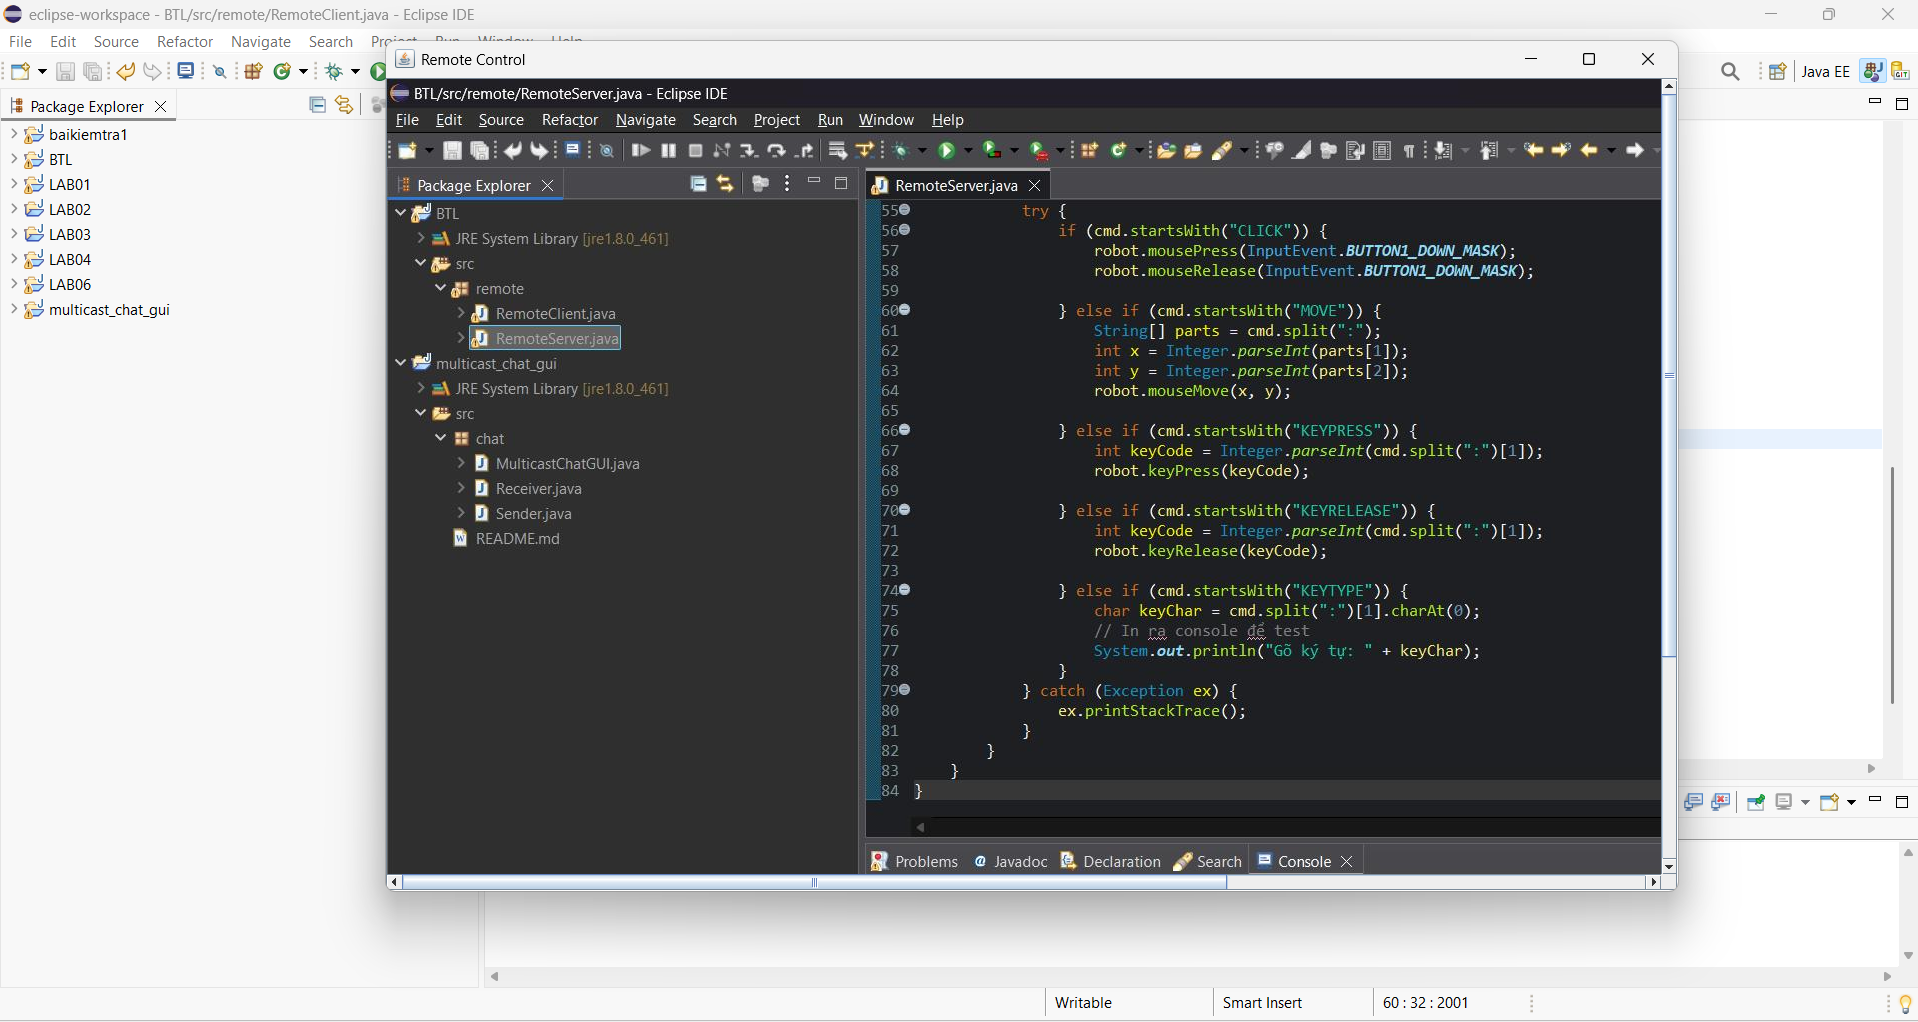 eclipse-workspace - BTL/src/remote/RemoteClient.java - Eclipse IDE
File Edit Source Refactor Navigate Search
Remote Control
Java EE
Package Explorer
baikiemtra1
BTL
LAB01
LAB02
LAB03
LAB04
LAB06
multicast_chat_gui
BTL/src/remote/RemoteServer.java - Eclipse IDE
File Edit Source Refactor Navigate Search Project Run Window Help
Package Explorer
BTL
JRE System Library [jre1.8.0_461]
src
remote
RemoteClient.java
RemoteServer.java
multicast_chat_gui
JRE System Library [jre1.8.0_461]
src
chat
MulticastChatGUI.java
Receiver.java
Sender.java
README.md
RemoteServer.java
55 try {
56 if (cmd.startsWith("CLICK")) {
57 robot.mousePress(InputEvent.BUTTON1_DOWN_MASK);
58 robot.mouseRelease(InputEvent.BUTTON1_DOWN_MASK);
59
60 } else if (cmd.startsWith("MOVE")) {
61 String[] parts = cmd.split(":");
62 int x = Integer.parseInt(parts[1]);
63 int y = Integer.parseInt(parts[2]);
64 robot.mouseMove(x, y);
65
66 } else if (cmd.startsWith("KEYPRESS")) {
67 int keyCode = Integer.parseInt(cmd.split(":")[1]);
68 robot.keyPress(keyCode);
69
70 } else if (cmd.startsWith("KEYRELEASE")) {
71 int keyCode = Integer.parseInt(cmd.split(":")[1]);
72 robot.keyRelease(keyCode);
73
74 } else if (cmd.startsWith("KEYTYPE")) {
75 char keyChar = cmd.split(":")[1].charAt(0);
76 // In ra console để test
77 System.out.println("Gõ ký tự: " + keyChar);
78 }
79 } catch (Exception ex) {
80 ex.printStackTrace();
81 }
82 }
83 }
84 }
Problems Javadoc Declaration Search Console
Writable Smart Insert 60 : 32 : 2001